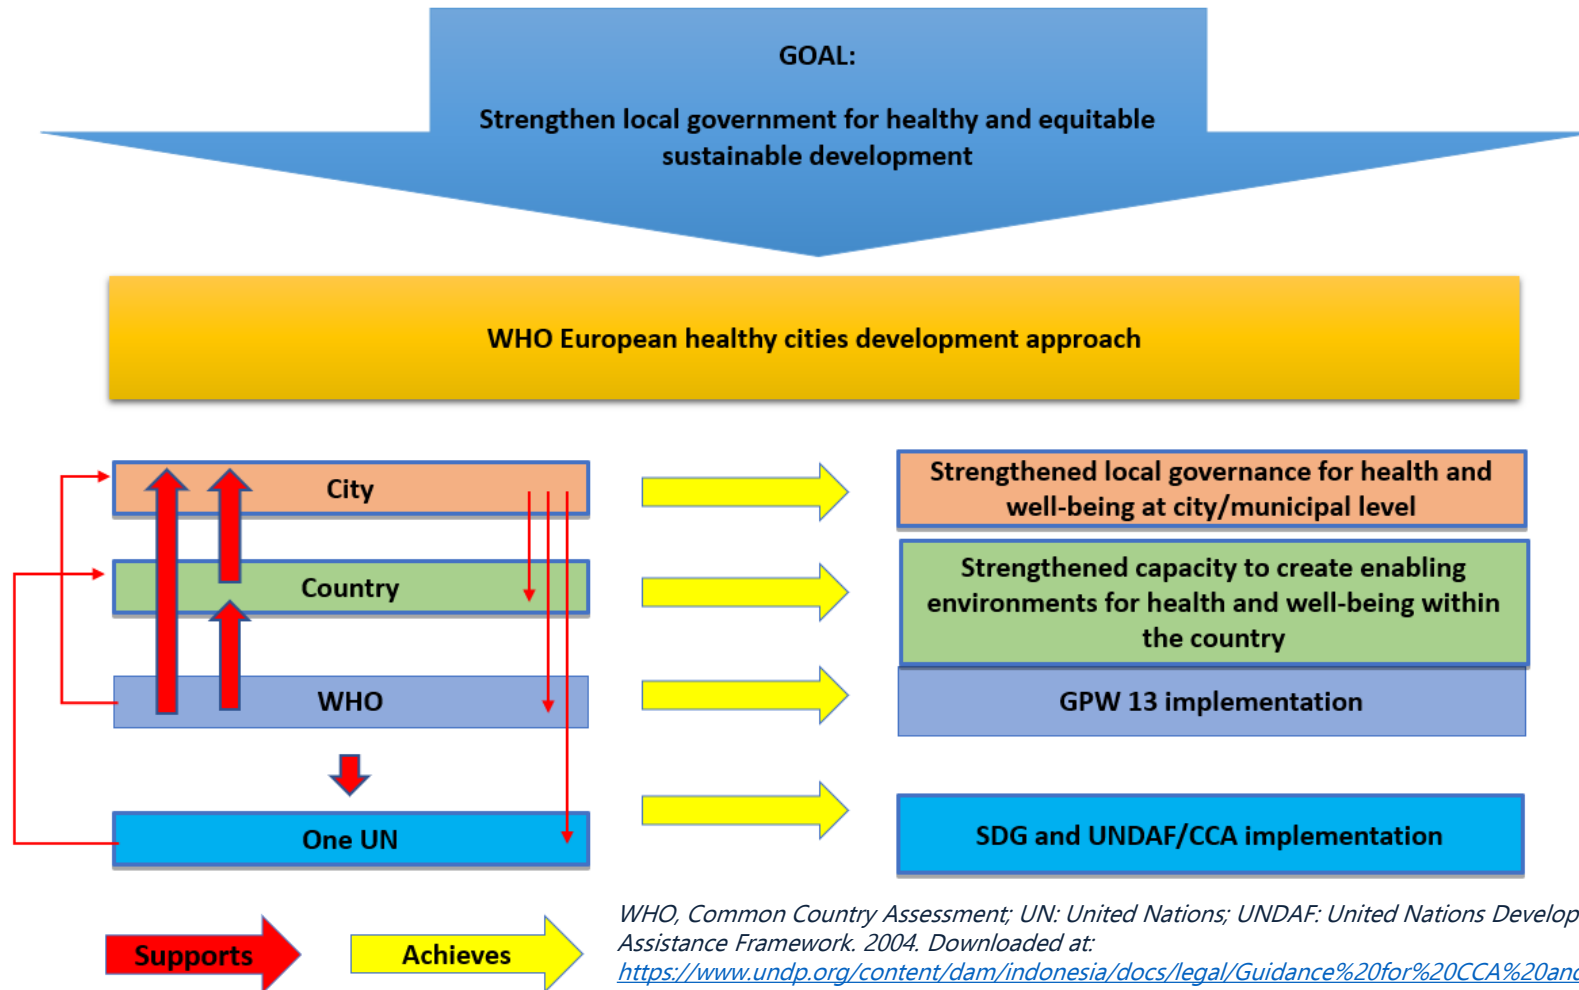 GOAL:
Strengthen local government for healthy and equitable
sustainable development
WHO European healthy cities development approach
City
Strengthened local governance for health and
well-being at city/municipal level
Country
Strengthened capacity to create enabling
environments for health and well-being within
the country
WHO
GPW 13 implementation
One UN
SDG and UNDAF/CCA implementation
Supports
Achieves
WHO, Common Country Assessment; UN: United Nations; UNDAF: United Nations Develop
Assistance Framework. 2004. Downloaded at:
https://www.undp.org/content/dam/indonesia/docs/legal/Guidance%20for%20CCA%20and